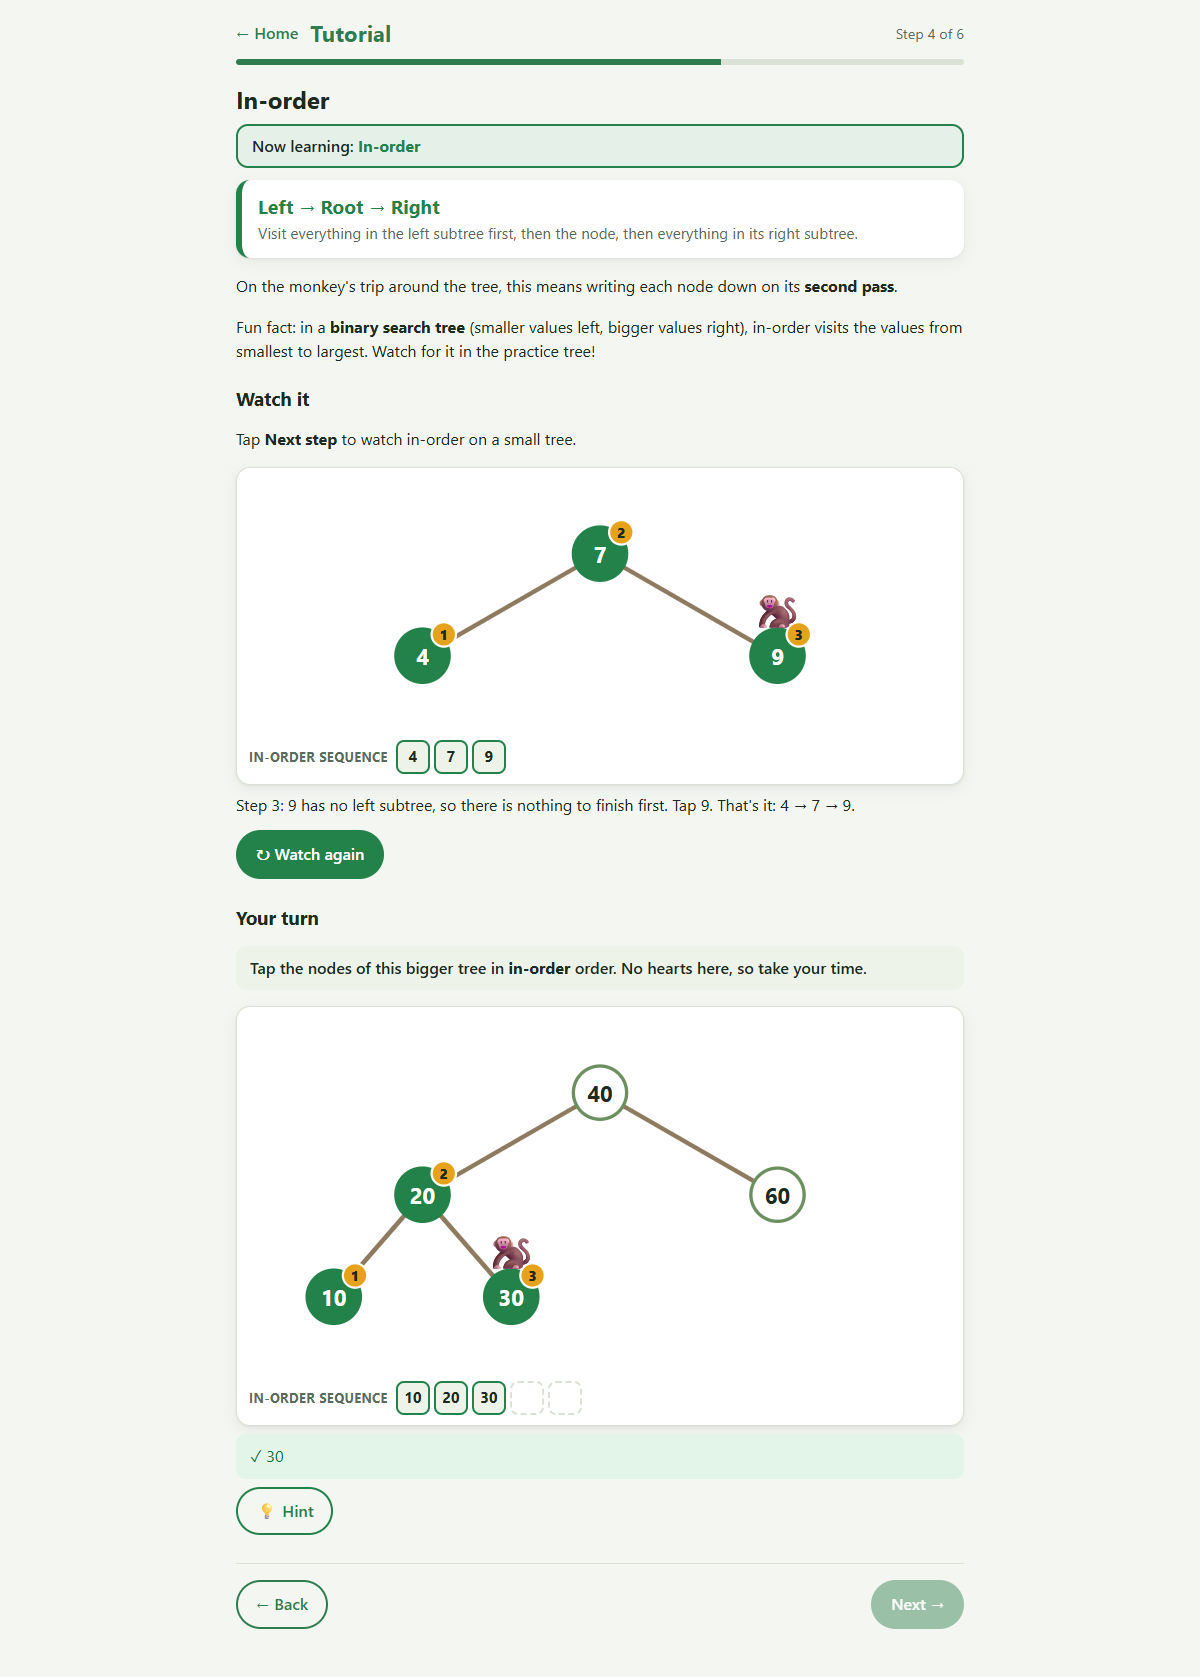 ← Home Tutorial Step 4 of 6
In-order
Now learning: In-order
Left → Root → Right
Visit everything in the left subtree first, then the node, then everything in its right subtree.
On the monkey's trip around the tree, this means writing each node down on its second pass.
Fun fact: in a binary search tree (smaller values left, bigger values right), in-order visits the values from
smallest to largest. Watch for it in the practice tree!
Watch it
Tap Next step to watch in-order on a small tree.
2
7
1
3
4
9
IN-ORDER SEQUENCE 4 7 9
Step 3: 9 has no left subtree, so there is nothing to finish first. Tap 9. That's it: 4 → 7 → 9.
↻ Watch again
Your turn
Tap the nodes of this bigger tree in in-order order. No hearts here, so take your time.
40
2
20
60
1
3
10
30
IN-ORDER SEQUENCE 10 20 30
✓ 30
💡 Hint
← Back Next →